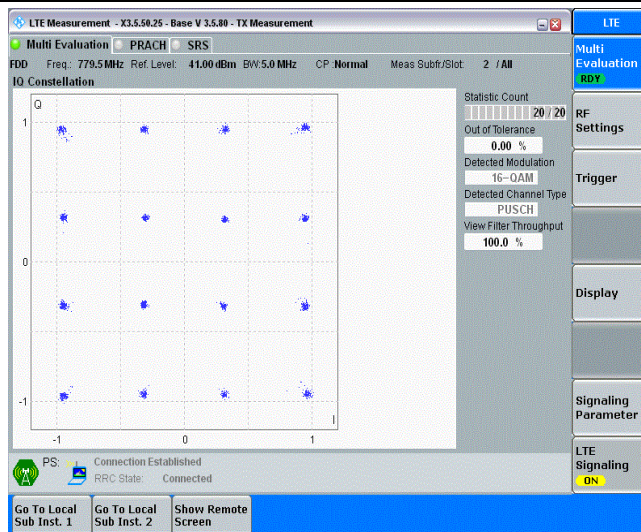 LTE Measurement - X3.5.50.25 - Base V 3.5.80 - TX Measurement
LTE
Multi Evaluation PRACH SRS
Multi
Evaluation
RDY
FDD Freq.: 779.5 MHz Ref. Level: 41.00 dBm BW: 5.0 MHz CP : Normal Meas Subfr./Slot: 2 / All
IQ Constellation
Q
1
0
-1
-1 0 1
I
Statistic Count
20 / 20
Out of Tolerance
0.00 %
Detected Modulation
16-QAM
Detected Channel Type
PUSCH
View Filter Throughput
100.0 %
RF
Settings
Trigger
Display
Signaling
Parameter
LTE
Signaling
ON
PS: Connection Established
RRC State: Connected
Go To Local
Sub Inst. 1
Go To Local
Sub Inst. 2
Show Remote
Screen